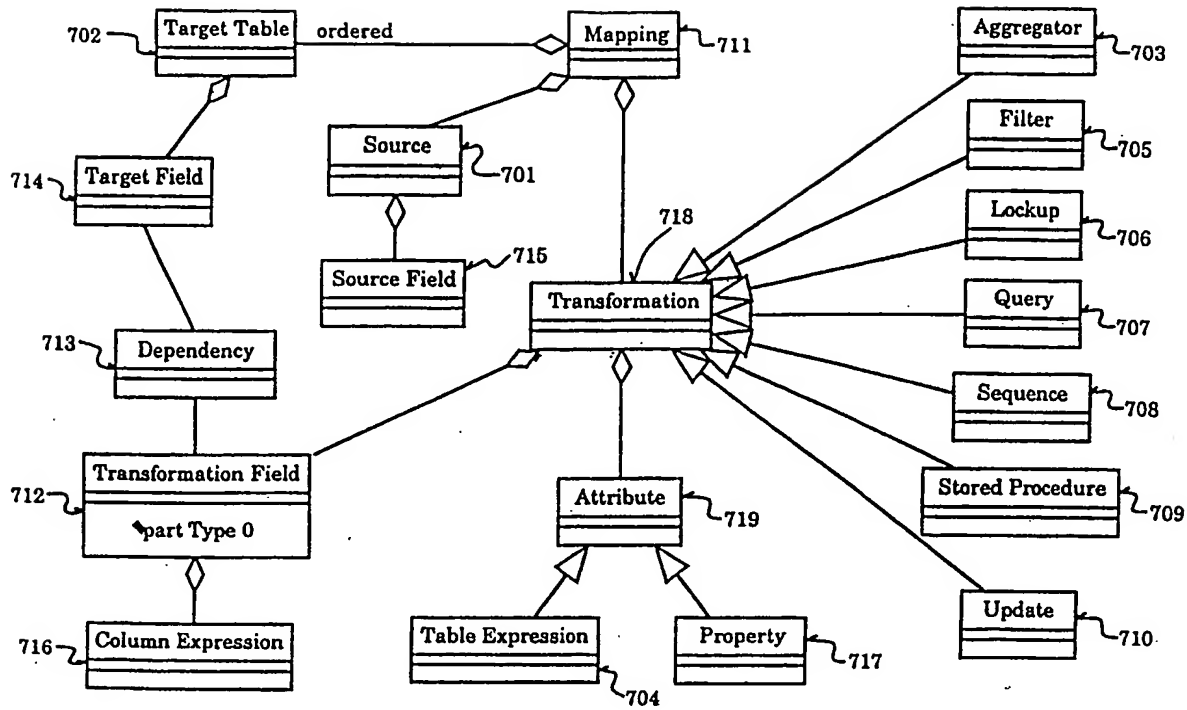 Target Table
702
ordered
Mapping
711
Aggregator
703
Source
701
Filter
705
Target Field
714
Lockup
706
718
Source Field
715
Transformation
Query
707
Dependency
713
Sequence
708
Transformation Field
712
part Type 0
Attribute
719
Stored Procedure
709
Column Expression
716
Table Expression
704
Property
717
Update
710